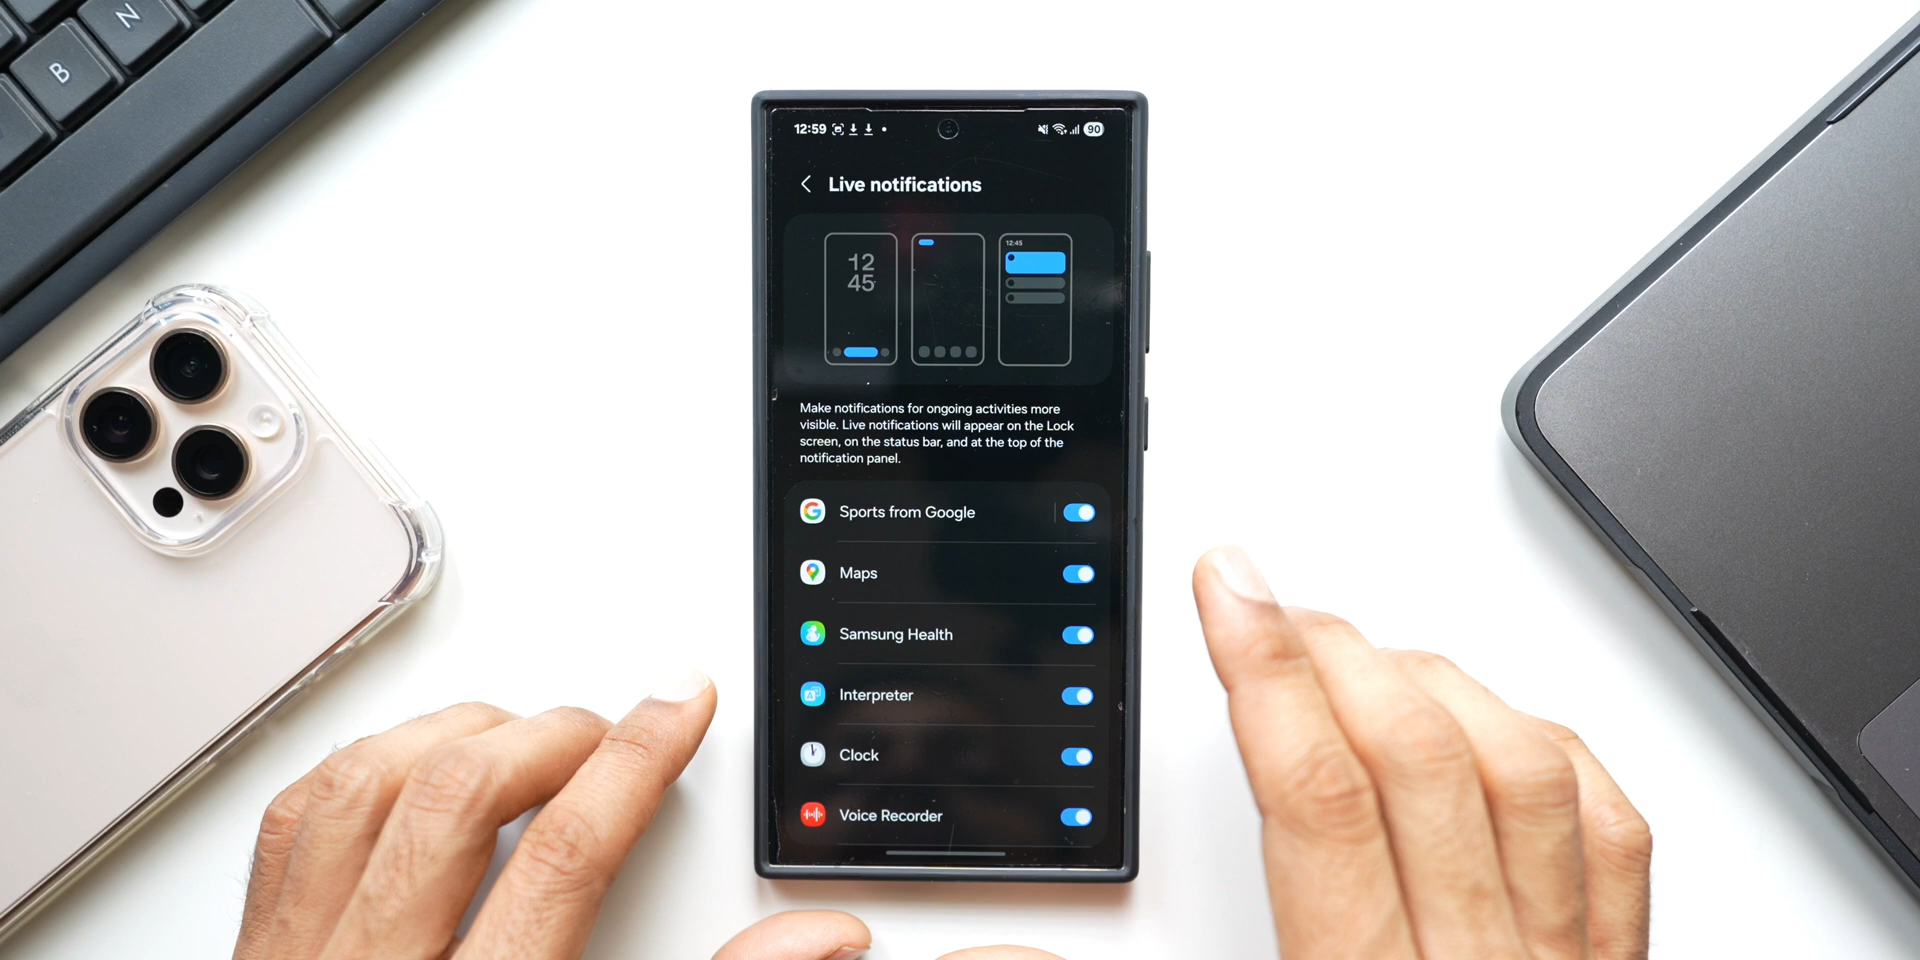 N
B
12:59
90
Live notifications
12
45
12:45
Make notifications for ongoing activities more
visible. Live notifications will appear on the Lock
screen, on the status bar, and at the top of the
notification panel.
Sports from Google
Maps
Samsung Health
Interpreter
Clock
Voice Recorder